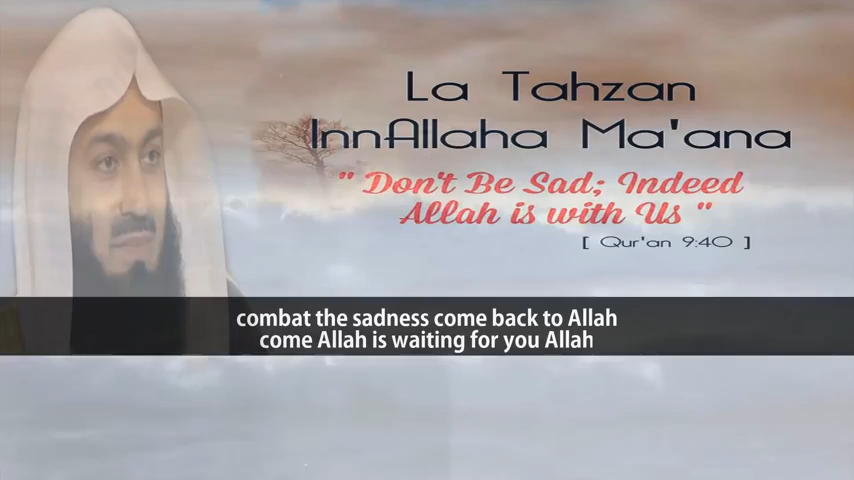 La Tahzan
InnAllaha Ma'ana
" Don't Be Sad; Indeed
Allah is with Us "
[ Qur'an 9:40 ]
combat the sadness come back to Allah
come Allah is waiting for you Allah